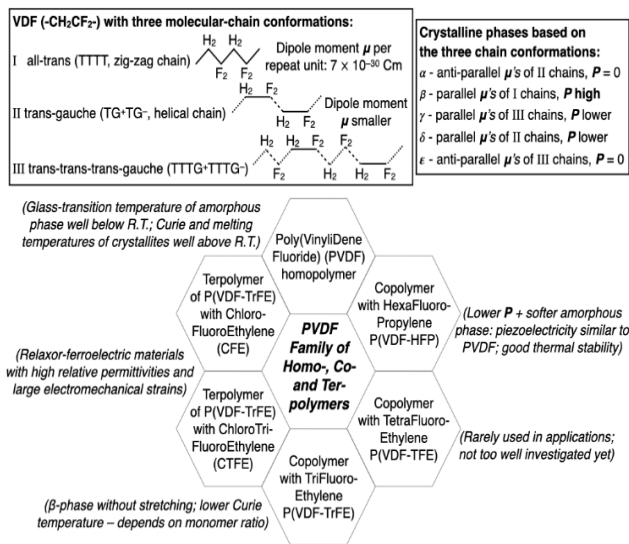 VDF (-CH₂CF₂-) with three molecular-chain conformations:
I all-trans (TTTT, zig-zag chain)
H₂ H₂
F₂ F₂
Dipole moment μ per
repeat unit: 7 × 10⁻³⁰ Cm
II trans-gauche (TG⁺TG⁻, helical chain)
H₂ F₂
H₂ F₂
Dipole moment
μ smaller
III trans-trans-trans-gauche (TTTG⁺TTTG⁻)
H₂ H₂ F₂ F₂
F₂ H₂ H₂ F₂
Crystalline phases based on
the three chain conformations:
α - anti-parallel μ's of II chains, P = 0
β - parallel μ's of I chains, P high
γ - parallel μ's of III chains, P lower
δ - parallel μ's of II chains, P lower
ε - anti-parallel μ's of III chains, P = 0
(Glass-transition temperature of amorphous
phase well below R.T.; Curie and melting
temperatures of crystallites well above R.T.)
Poly(VinyliDene
Fluoride) (PVDF)
homopolymer
Terpolymer
of P(VDF-TrFE)
with Chloro-
FluoroEthylene
(CFE)
Copolymer
with HexaFluoro-
Propylene
P(VDF-HFP)
(Lower P + softer amorphous
phase: piezoelectricity similar to
PVDF; good thermal stability)
PVDF
Family of
Homo-, Co-
and Ter-
polymers
(Relaxor-ferroelectric materials
with high relative permittivities and
large electromechanical strains)
Terpolymer
of P(VDF-TrFE)
with ChloroTri-
FluoroEthylene
(CTFE)
Copolymer
with TetraFluoro-
Ethylene
P(VDF-TFE)
(Rarely used in applications;
not too well investigated yet)
Copolymer
with TriFluoro-
Ethylene
P(VDF-TrFE)
(β-phase without stretching; lower Curie
temperature – depends on monomer ratio)